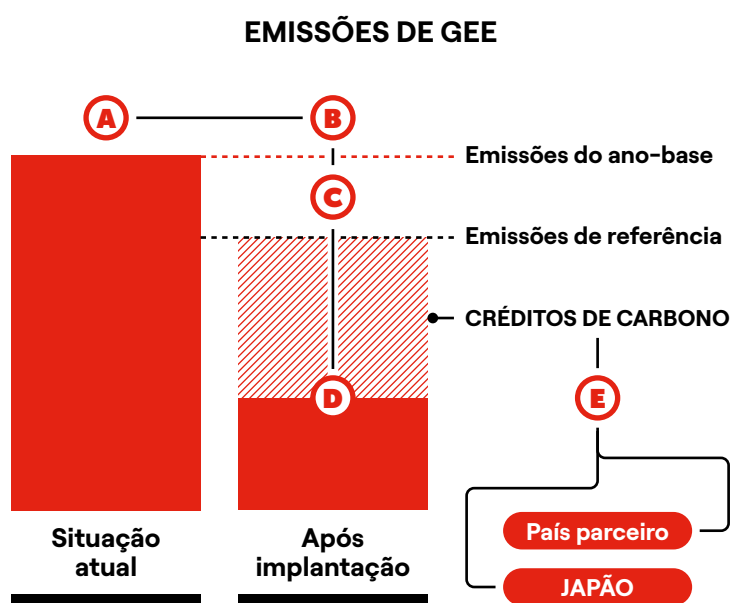 EMISSÕES DE GEE
A
B
Emissões do ano-base
C
Emissões de referência
CRÉDITOS DE CARBONO
D
E
Situação
atual
Após
implantação
País parceiro
JAPÃO